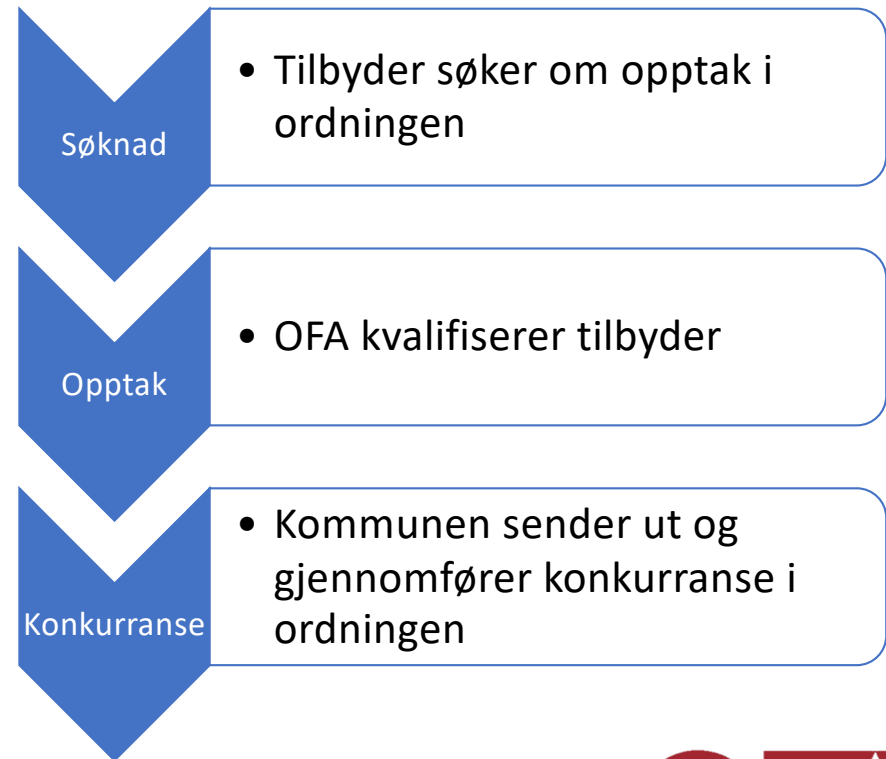 Søknad
• Tilbyder søker om opptak i
ordningen
Opptak
• OFA kvalifiserer tilbyder
Konkurranse
• Kommunen sender ut og
gjennomfører konkurranse i
ordningen